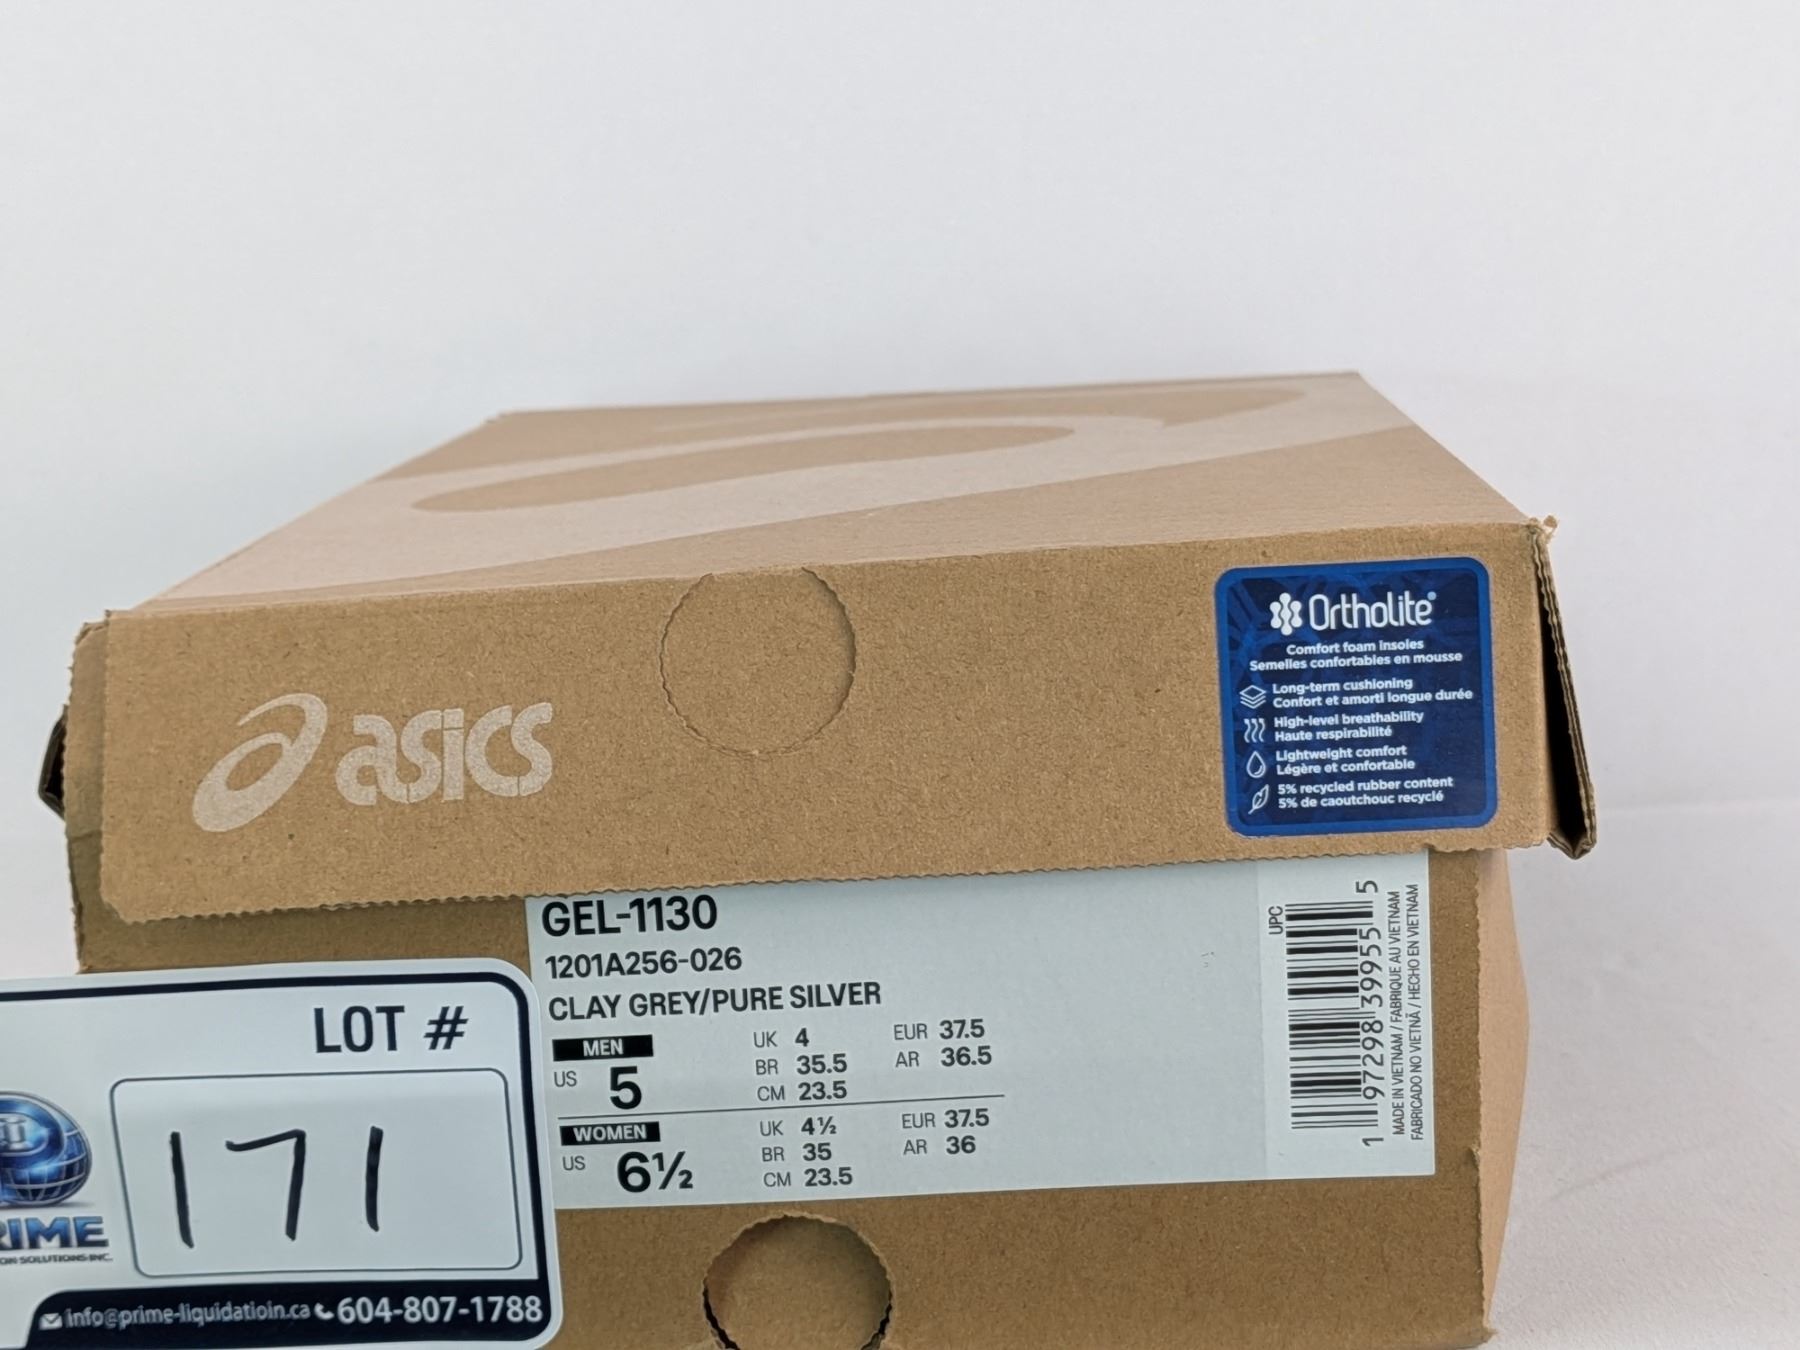 asics
OrthoLite®
Comfort foam insoles
Semelles confortables en mousse
Long-term cushioning
Confort et amorti longue durée
High-level breathability
Haute respirabilité
Lightweight comfort
Légère et confortable
5% recycled rubber content
5% de caoutchouc recyclé
GEL-1130
1201A256-026
CLAY GREY/PURE SILVER
MEN
US 5
UK 4 EUR 37.5
BR 35.5 AR 36.5
CM 23.5
WOMEN
US 6½
UK 4½ EUR 37.5
BR 35 AR 36
CM 23.5
UPC
1 97298 39955 5
MADE IN VIETNAM / FABRIQUE AU VIETNAM
FABRICADO NO VIETNÃ / HECHO EN VIETNAM
LOT #
171
RIME
ON SOLUTIONS INC.
info@prime-liquidatioin.ca 604-807-1788